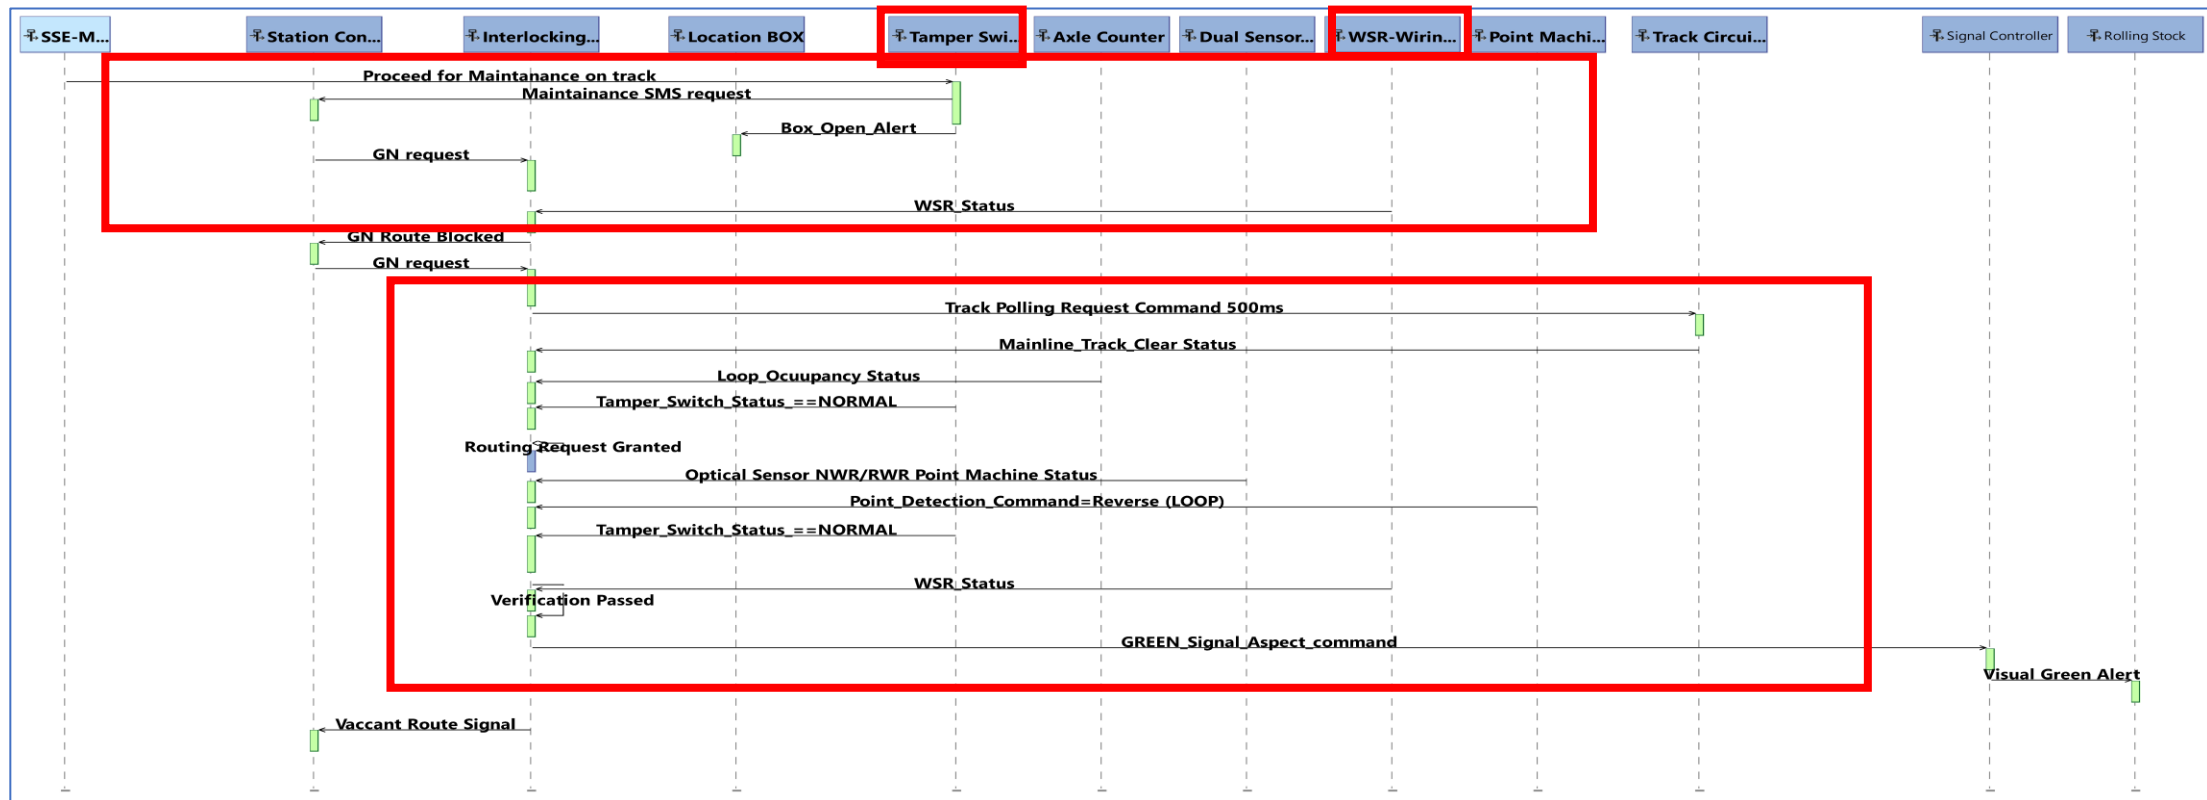 SSE-M...
Station Con...
Interlocking...
Location BOX
Tamper Swi...
Axle Counter
Dual Sensor...
WSR-Wirin...
Point Machi...
Track Circui...
Signal Controller
Rolling Stock
Proceed for Maintanance on track
Maintainance SMS request
Box_Open_Alert
GN request
WSR_Status
GN Route Blocked
GN request
Track Polling Request Command 500ms
Mainline_Track_Clear Status
Loop_Ocuupancy Status
Tamper_Switch_Status_==NORMAL
Routing Request Granted
Optical Sensor NWR/RWR Point Machine Status
Point_Detection_Command=Reverse (LOOP)
Tamper_Switch_Status_==NORMAL
WSR_Status
Verification Passed
GREEN_Signal_Aspect_command
Visual Green Alert
Vaccant Route Signal